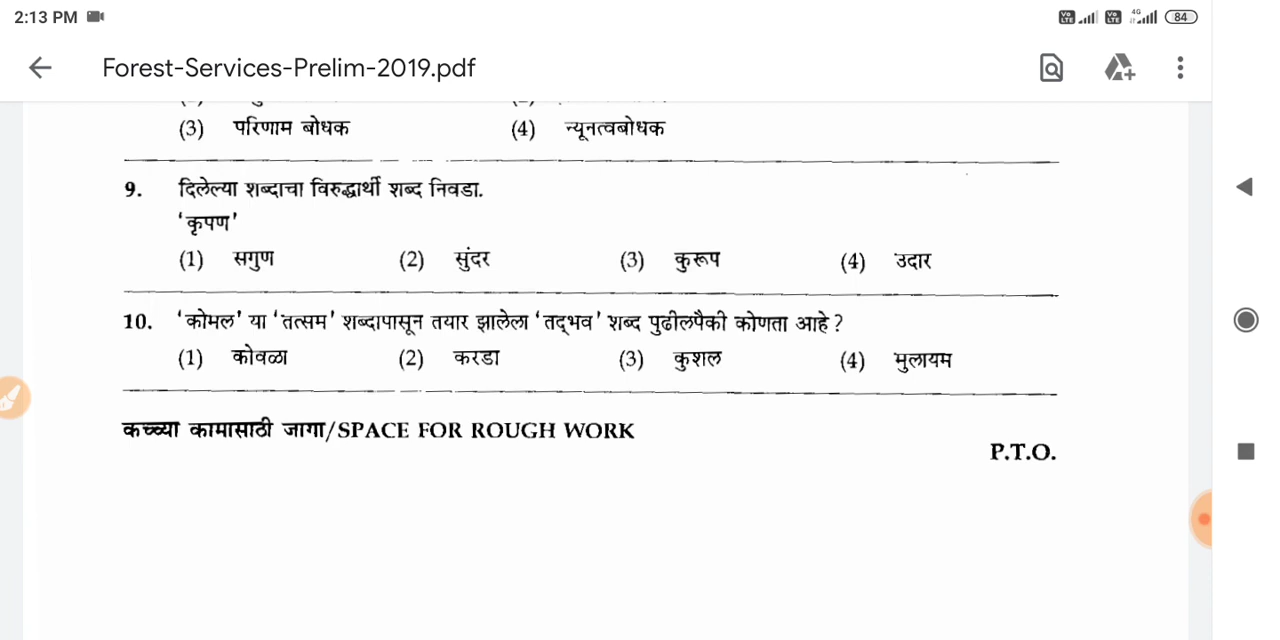 2:13 PM
4G
84
Forest-Services-Prelim-2019.pdf
(3) परिणाम बोधक (4) न्यूनत्वबोधक
9. दिलेल्या शब्दाचा विरुद्धार्थी शब्द निवडा.
'कृपण'
(1) सगुण (2) सुंदर (3) कुरूप (4) उदार
10. 'कोमल' या 'तत्सम' शब्दापासून तयार झालेला 'तद्‌भव' शब्द पुढीलपैकी कोणता आहे ?
(1) कोवळा (2) करडा (3) कुशल (4) मुलायम
कच्च्या कामासाठी जागा/SPACE FOR ROUGH WORK
P.T.O.